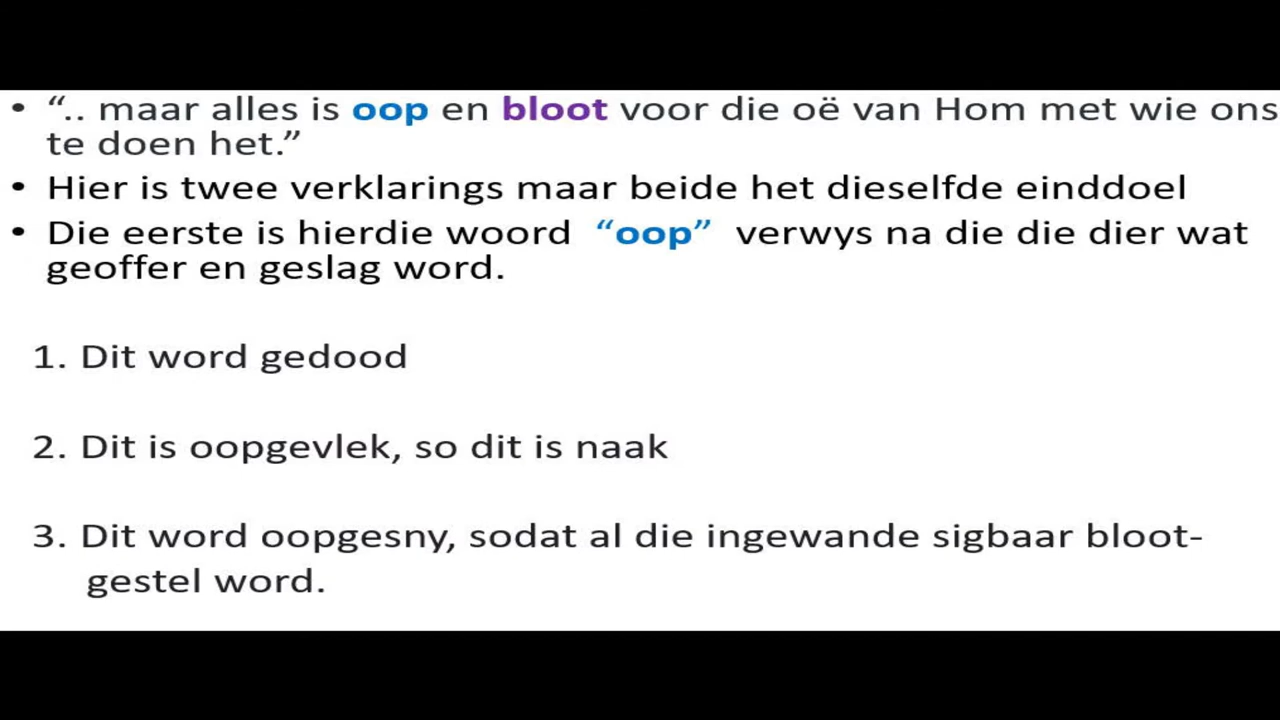 • “.. maar alles is oop en bloot voor die oë van Hom met wie ons
te doen het.”
• Hier is twee verklarings maar beide het dieselfde einddoel
• Die eerste is hierdie woord “oop” verwys na die die dier wat
geoffer en geslag word.
1. Dit word gedood
2. Dit is oopgevlek, so dit is naak
3. Dit word oopgesny, sodat al die ingewande sigbaar bloot-
gestel word.